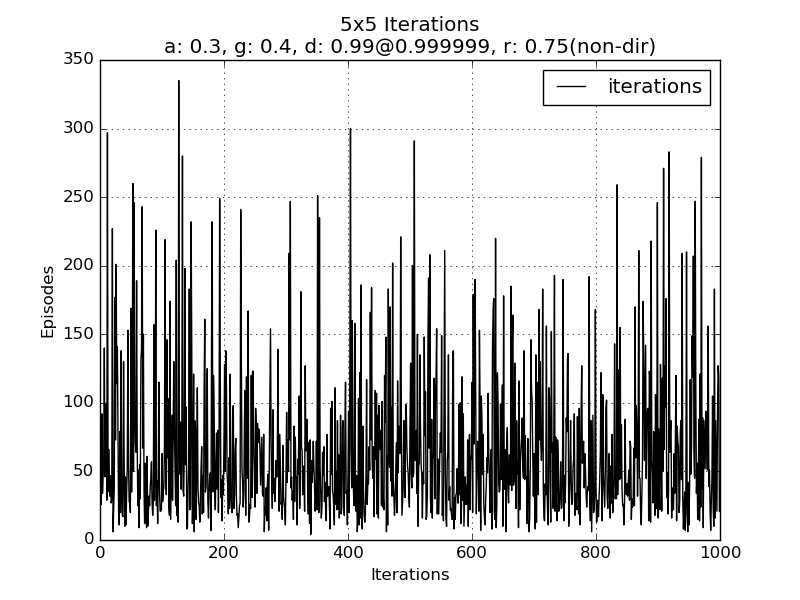 5x5 Iterations
a: 0.3, g: 0.4, d: 0.99@0.999999, r: 0.75(non-dir)
iterations
350
300
250
200
150
100
50
0
Episodes
0 200 400 600 800 1000
Iterations